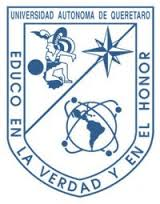 UNIVERSIDAD AUTONOMA DE QUERETARO
EDUCO EN LA VERDAD Y EN EL HONOR